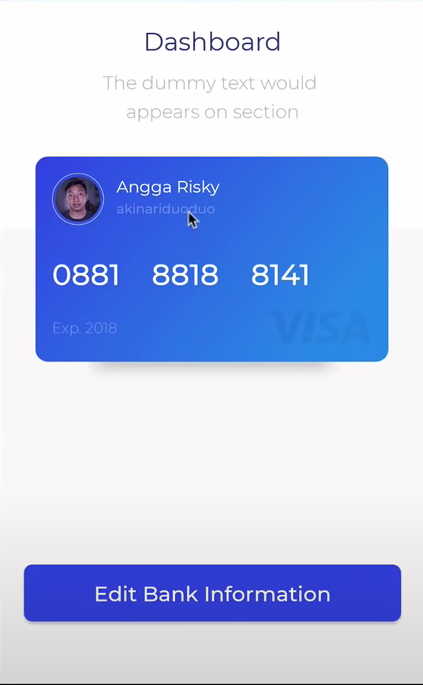 Dashboard
The dummy text would
appears on section
Angga Risky
akinariduoduo
0881 8818 8141
Exp. 2018
VISA
Edit Bank Information